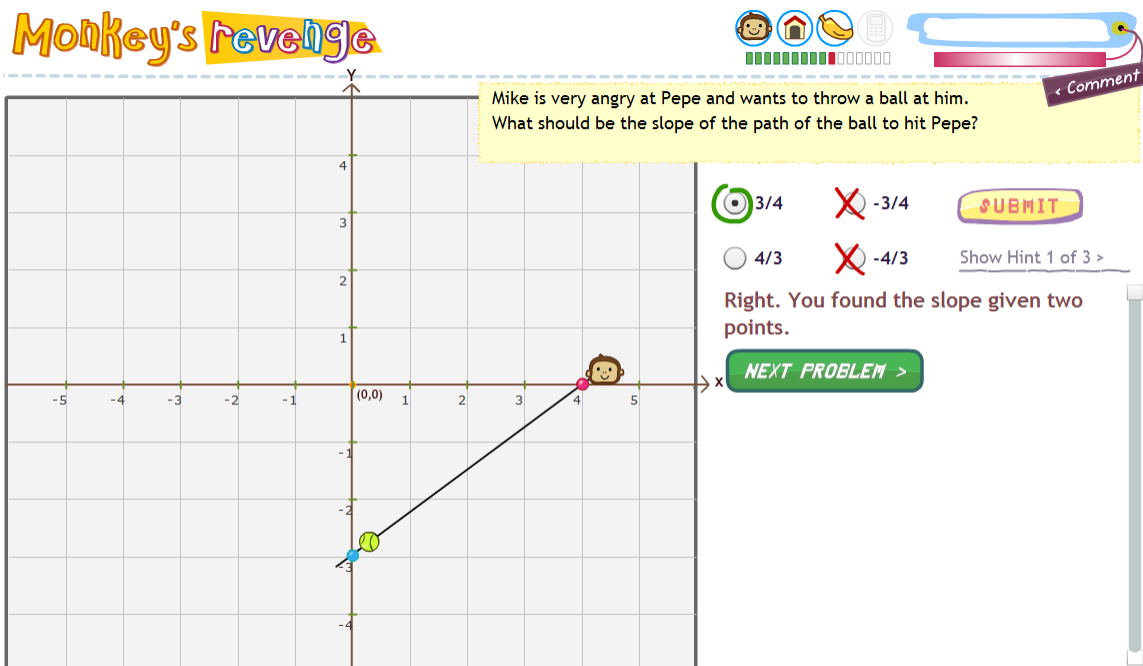 Monkey's revenge
< Comment
Mike is very angry at Pepe and wants to throw a ball at him.
What should be the slope of the path of the ball to hit Pepe?
3/4
-3/4
SUBMIT
4/3
-4/3
Show Hint 1 of 3 >
Right. You found the slope given two
points.
NEXT PROBLEM >
Y
4
3
2
1
X
-5 -4 -3 -2 -1 (0,0) 1 2 3 4 5
-1
-2
-3
-4